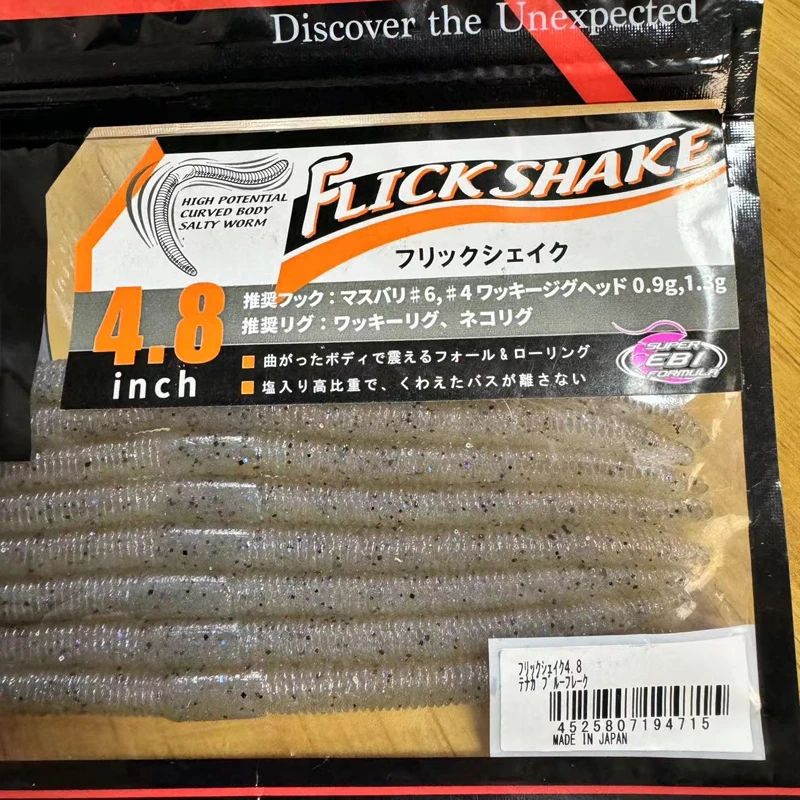 Discover the Unexpected
HIGH POTENTIAL
CURVED BODY
SALTY WORM
FLICK SHAKE
フリックシェイク
4.8
inch
推奨フック：マスバリ♯6,♯4 ワッキージグヘッド 0.9g,1.3g
推奨リグ：ワッキーリグ、ネコリグ
■ 曲がったボディで震えるフォール＆ローリング
■ 塩入り高比重で、くわえたバスが離さない
SUPER
EBI
FORMULA
フリックシェイク4.8
テナガ ブルーフレーク
4525807194715
MADE IN JAPAN